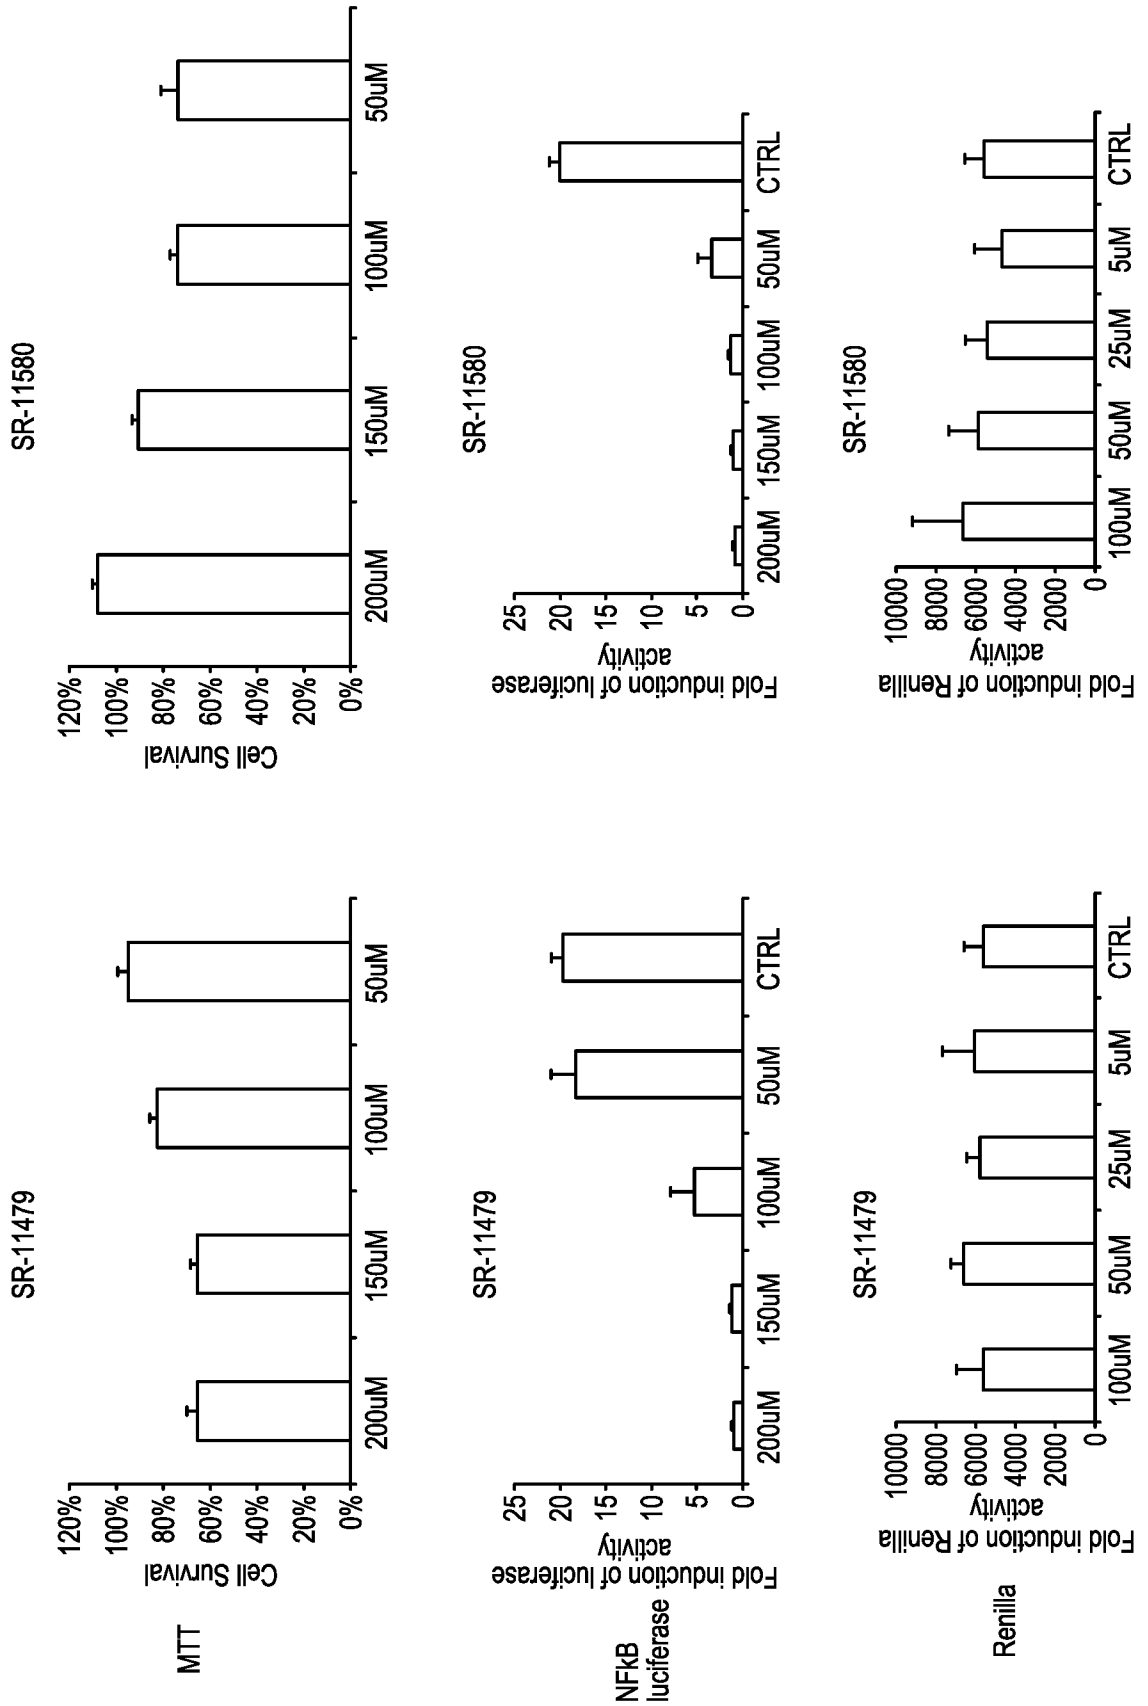 SR-11479
MTT
Cell Survival
120%
100%
80%
60%
40%
20%
0%
200uM 150uM 100uM 50uM
SR-11580
Cell Survival
120%
100%
80%
60%
40%
20%
0%
200uM 150uM 100uM 50uM
SR-11479
NFkB
luciferase
Fold induction of luciferase
activity
25
20
15
10
5
0
200uM 150uM 100uM 50uM CTRL
SR-11580
Fold induction of luciferase
activity
25
20
15
10
5
0
200uM 150uM 100uM 50uM CTRL
SR-11479
Renilla
Fold induction of Renilla
activity
10000
8000
6000
4000
2000
0
100uM 50uM 25uM 5uM CTRL
SR-11580
Fold induction of Renilla
activity
10000
8000
6000
4000
2000
0
100uM 50uM 25uM 5uM CTRL